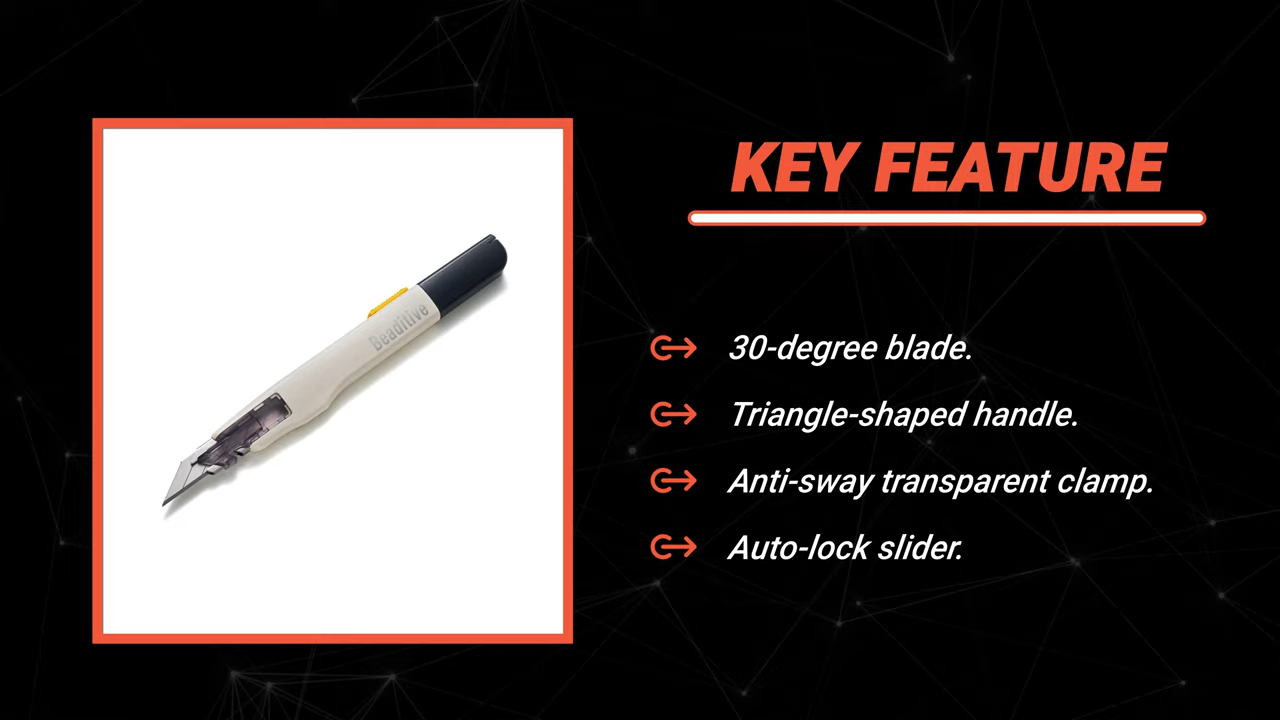 Beaditive
KEY FEATURE
30-degree blade.
Triangle-shaped handle.
Anti-sway transparent clamp.
Auto-lock slider.